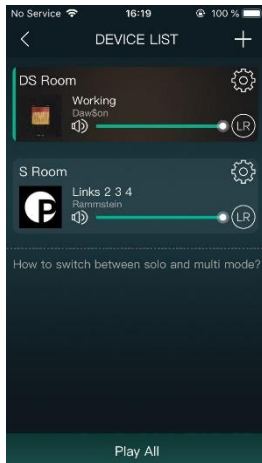 No Service 16:19 100 %
DEVICE LIST
DS Room
Working
Daw$on
LR
S Room
Links 2 3 4
Rammstein
LR
How to switch between solo and multi mode?
Play All